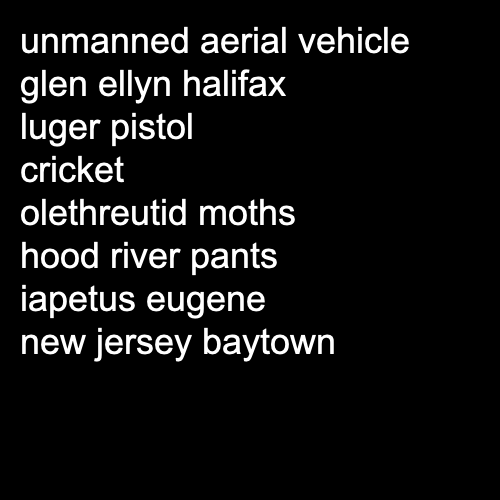 unmanned aerial vehicle
glen ellyn halifax
luger pistol
cricket
olethreutid moths
hood river pants
iapetus eugene
new jersey baytown